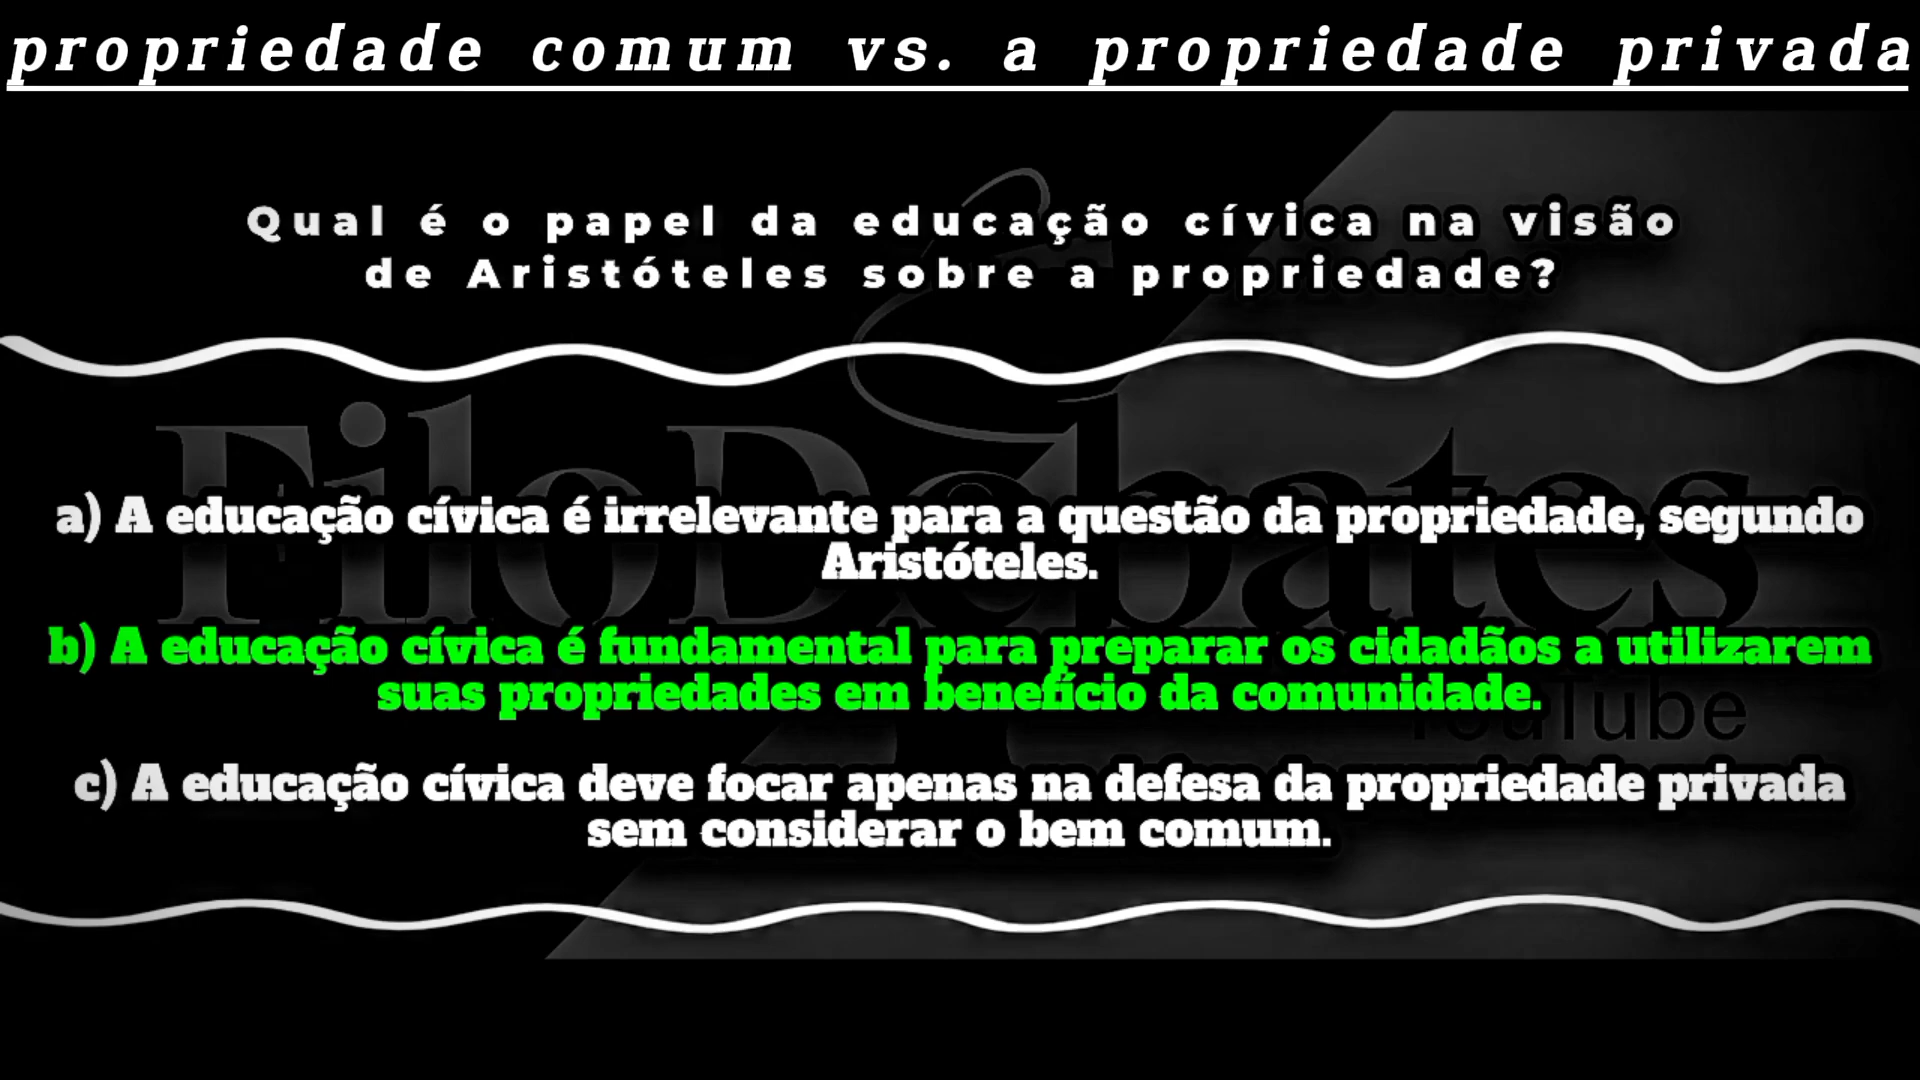 propriedade comum vs. a propriedade privada
Qual é o papel da educação cívica na visão
de Aristóteles sobre a propriedade?
FiloDebates
a) A educação cívica é irrelevante para a questão da propriedade, segundo
Aristóteles.
b) A educação cívica é fundamental para preparar os cidadãos a utilizarem
suas propriedades em benefício da comunidade.
YouTube
c) A educação cívica deve focar apenas na defesa da propriedade privada
sem considerar o bem comum.